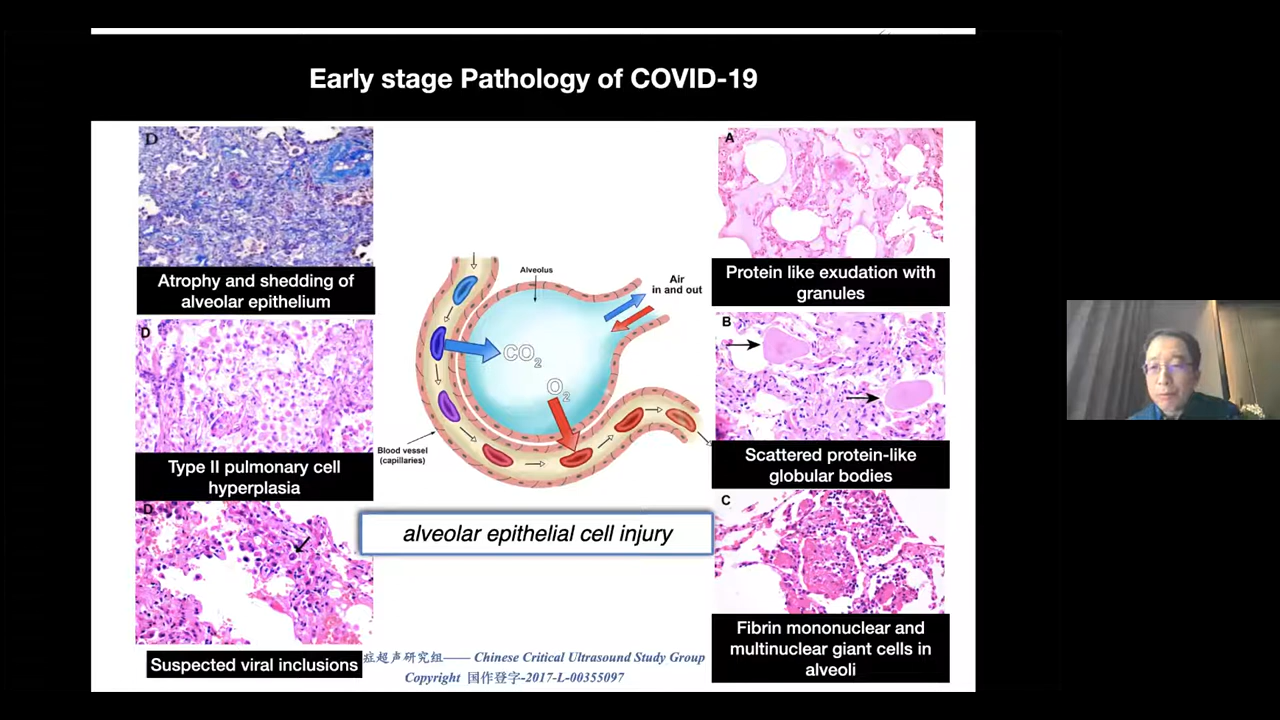 Early stage Pathology of COVID-19
D
Atrophy and shedding of
alveolar epithelium
D
Type II pulmonary cell
hyperplasia
D
Suspected viral inclusions
Alveolus
Air
in and out
CO2
O2
Blood vessel
(capillaries)
alveolar epithelial cell injury
A
Protein like exudation with
granules
B
Scattered protein-like
globular bodies
C
Fibrin mononuclear and
multinuclear giant cells in
alveoli
症超声研究组—— Chinese Critical Ultrasound Study Group
Copyright 国作登字-2017-L-00355097